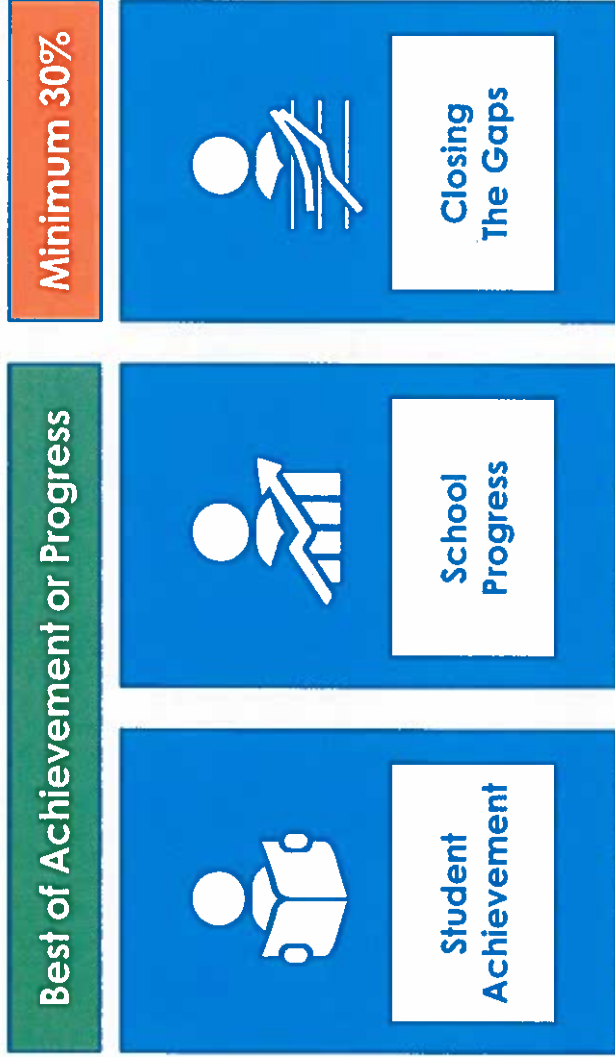 Best of Achievement or Progress
Minimum 30%
Student
Achievement
School
Progress
Closing
The Gaps